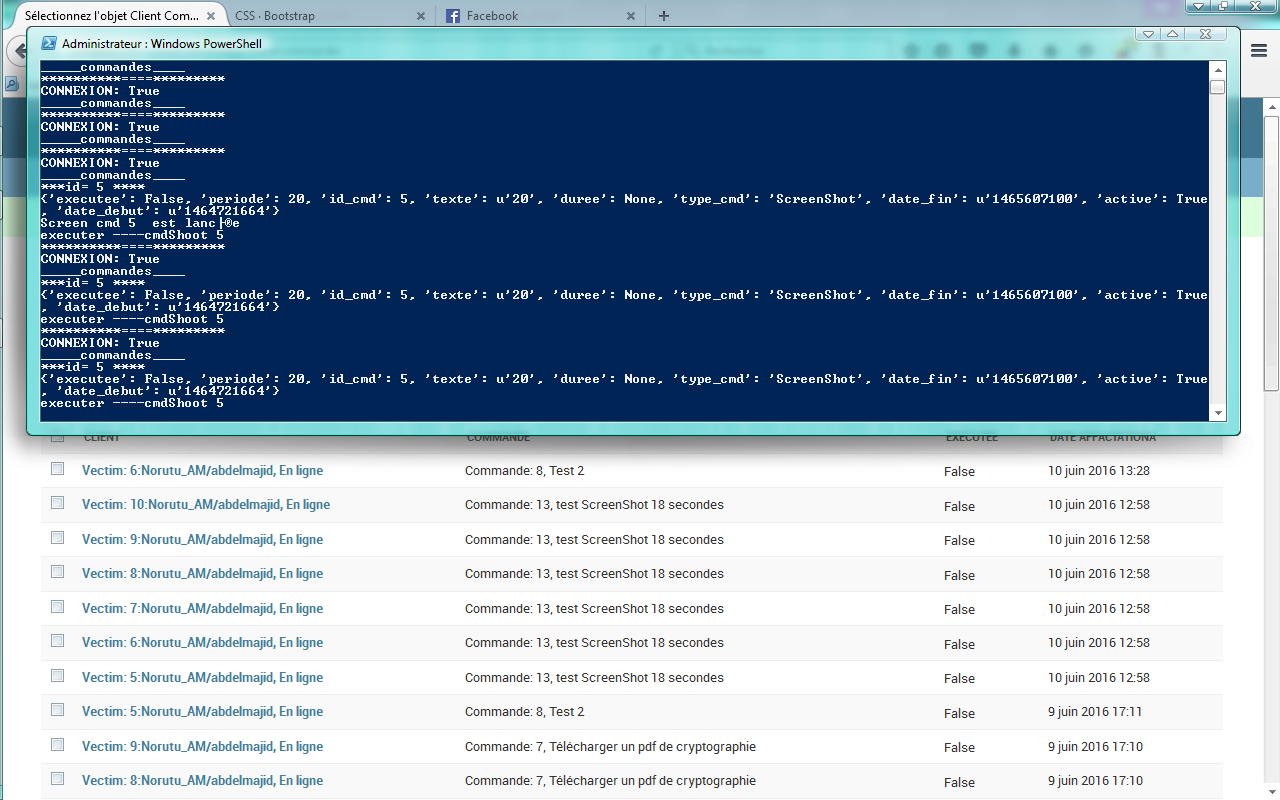 Sélectionnez l'objet Client Com...
CSS · Bootstrap
Facebook
Administrateur : Windows PowerShell
_____commandes____
**********====*********
CONNEXION: True
_____commandes____
**********====*********
CONNEXION: True
_____commandes____
**********====*********
CONNEXION: True
_____commandes____
***id= 5 ****
{'executee': False, 'periode': 20, 'id_cmd': 5, 'texte': u'20', 'duree': None, 'type_cmd': 'ScreenShot', 'date_fin': u'1465607100', 'active': True
, 'date_debut': u'1464721664'}
Screen cmd 5  est lanc├®e
executer ----cmdShoot 5
**********====*********
CONNEXION: True
_____commandes____
***id= 5 ****
{'executee': False, 'periode': 20, 'id_cmd': 5, 'texte': u'20', 'duree': None, 'type_cmd': 'ScreenShot', 'date_fin': u'1465607100', 'active': True
, 'date_debut': u'1464721664'}
executer ----cmdShoot 5
**********====*********
CONNEXION: True
_____commandes____
***id= 5 ****
{'executee': False, 'periode': 20, 'id_cmd': 5, 'texte': u'20', 'duree': None, 'type_cmd': 'ScreenShot', 'date_fin': u'1465607100', 'active': True
, 'date_debut': u'1464721664'}
executer ----cmdShoot 5
CLIENT COMMANDE EXECUTEE DATE AFFACTATIONA
Vectim: 6:Norutu_AM/abdelmajid, En ligne Commande: 8, Test 2 False 10 juin 2016 13:28
Vectim: 10:Norutu_AM/abdelmajid, En ligne Commande: 13, test ScreenShot 18 secondes False 10 juin 2016 12:58
Vectim: 9:Norutu_AM/abdelmajid, En ligne Commande: 13, test ScreenShot 18 secondes False 10 juin 2016 12:58
Vectim: 8:Norutu_AM/abdelmajid, En ligne Commande: 13, test ScreenShot 18 secondes False 10 juin 2016 12:58
Vectim: 7:Norutu_AM/abdelmajid, En ligne Commande: 13, test ScreenShot 18 secondes False 10 juin 2016 12:58
Vectim: 6:Norutu_AM/abdelmajid, En ligne Commande: 13, test ScreenShot 18 secondes False 10 juin 2016 12:58
Vectim: 5:Norutu_AM/abdelmajid, En ligne Commande: 13, test ScreenShot 18 secondes False 10 juin 2016 12:58
Vectim: 5:Norutu_AM/abdelmajid, En ligne Commande: 8, Test 2 False 9 juin 2016 17:11
Vectim: 9:Norutu_AM/abdelmajid, En ligne Commande: 7, Télécharger un pdf de cryptographie False 9 juin 2016 17:10
Vectim: 8:Norutu_AM/abdelmajid, En ligne Commande: 7, Télécharger un pdf de cryptographie False 9 juin 2016 17:10